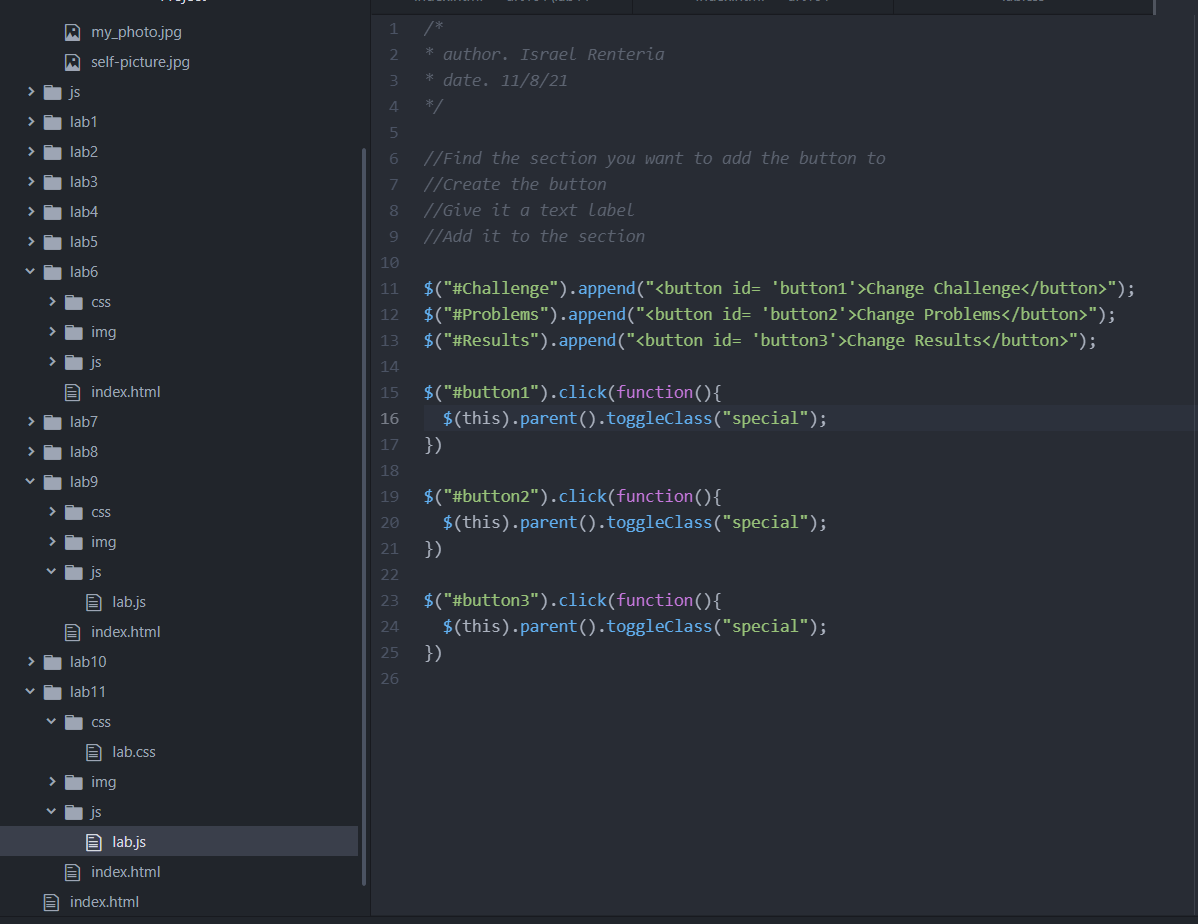 my_photo.jpg
self-picture.jpg
js
lab1
lab2
lab3
lab4
lab5
lab6
css
img
js
index.html
lab7
lab8
lab9
css
img
js
lab.js
index.html
lab10
lab11
css
lab.css
img
js
lab.js
index.html
index.html
1 /*
2 * author. Israel Renteria
3 * date. 11/8/21
4 */
5
6 //Find the section you want to add the button to
7 //Create the button
8 //Give it a text label
9 //Add it to the section
10
11 $("#Challenge").append("<button id= 'button1'>Change Challenge</button>");
12 $("#Problems").append("<button id= 'button2'>Change Problems</button>");
13 $("#Results").append("<button id= 'button3'>Change Results</button>");
14
15 $("#button1").click(function(){
16 $(this).parent().toggleClass("special");
17 })
18
19 $("#button2").click(function(){
20 $(this).parent().toggleClass("special");
21 })
22
23 $("#button3").click(function(){
24 $(this).parent().toggleClass("special");
25 })
26